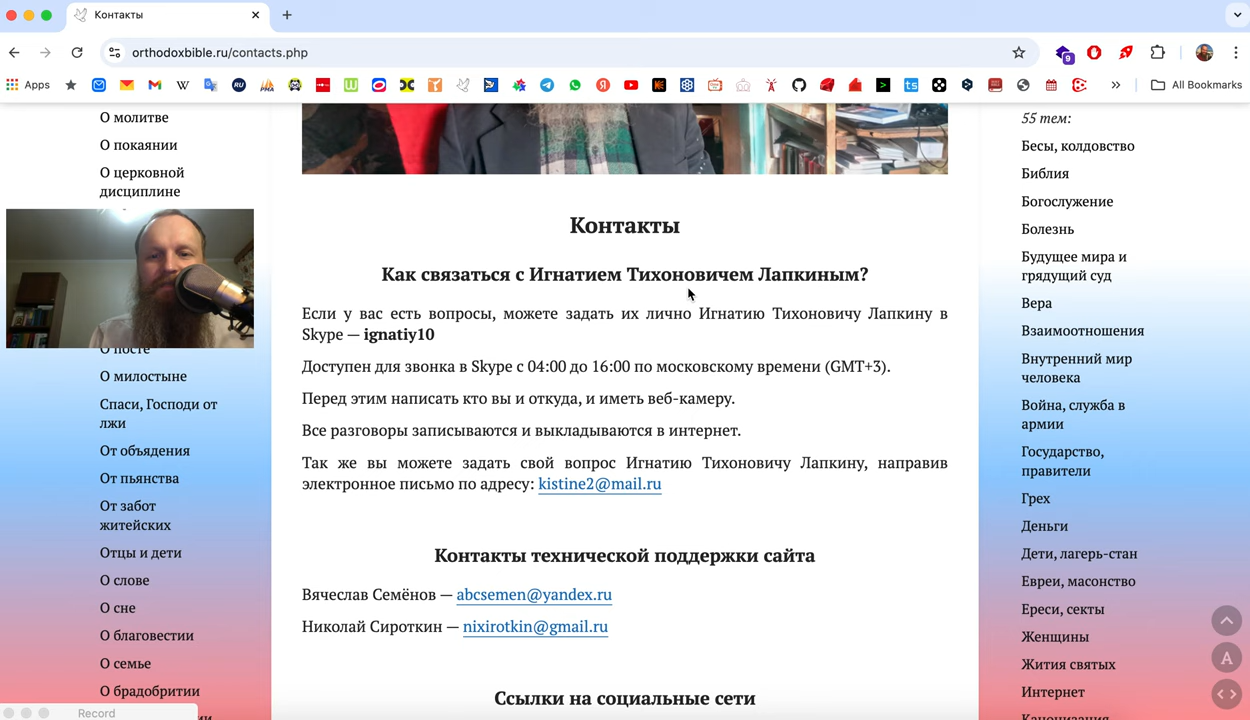 Контакты
orthodoxbible.ru/contacts.php
9
Apps
All Bookmarks
О молитве
О покаянии
О церковной
дисциплине
О посте
О милостыне
Спаси, Господи от
лжи
От объядения
От пьянства
От забот
житейских
Отцы и дети
О слове
О сне
О благовестии
О семье
О брадобритии
Record
Контакты
Как связаться с Игнатием Тихоновичем Лапкиным?
Если у вас есть вопросы, можете задать их лично Игнатию Тихоновичу Лапкину в
Skype — ignatiy10
Доступен для звонка в Skype с 04:00 до 16:00 по московскому времени (GMT+3).
Перед этим написать кто вы и откуда, и иметь веб-камеру.
Все разговоры записываются и выкладываются в интернет.
Так же вы можете задать свой вопрос Игнатию Тихоновичу Лапкину, направив
электронное письмо по адресу: kistine2@mail.ru
Контакты технической поддержки сайта
Вячеслав Семёнов — abcsemen@yandex.ru
Николай Сироткин — nixirotkin@gmail.ru
Ссылки на социальные сети
55 тем:
Бесы, колдовство
Библия
Богослужение
Болезнь
Будущее мира и
грядущий суд
Вера
Взаимоотношения
Внутренний мир
человека
Война, служба в
армии
Государство,
правители
Грех
Деньги
Дети, лагерь-стан
Евреи, масонство
Ереси, секты
Женщины
Жития святых
Интернет
Канонизация
A